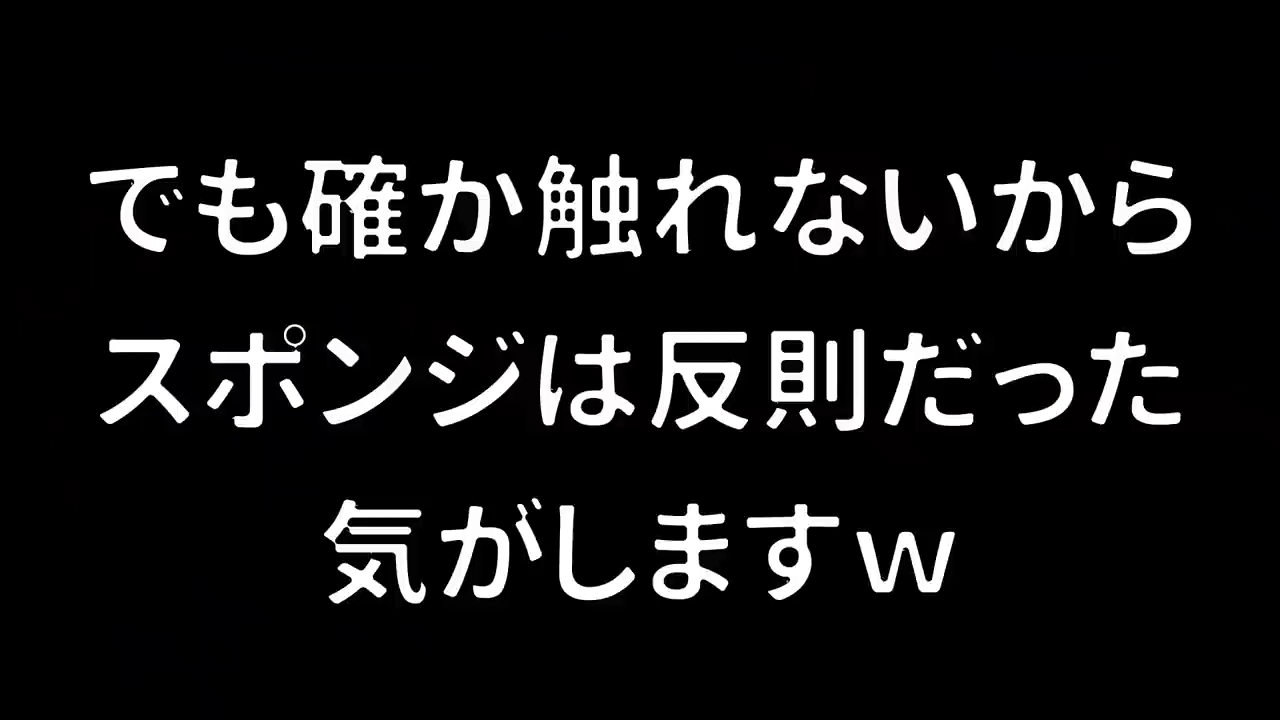 でも確か触れないから
スポンジは反則だった
気がしますｗ